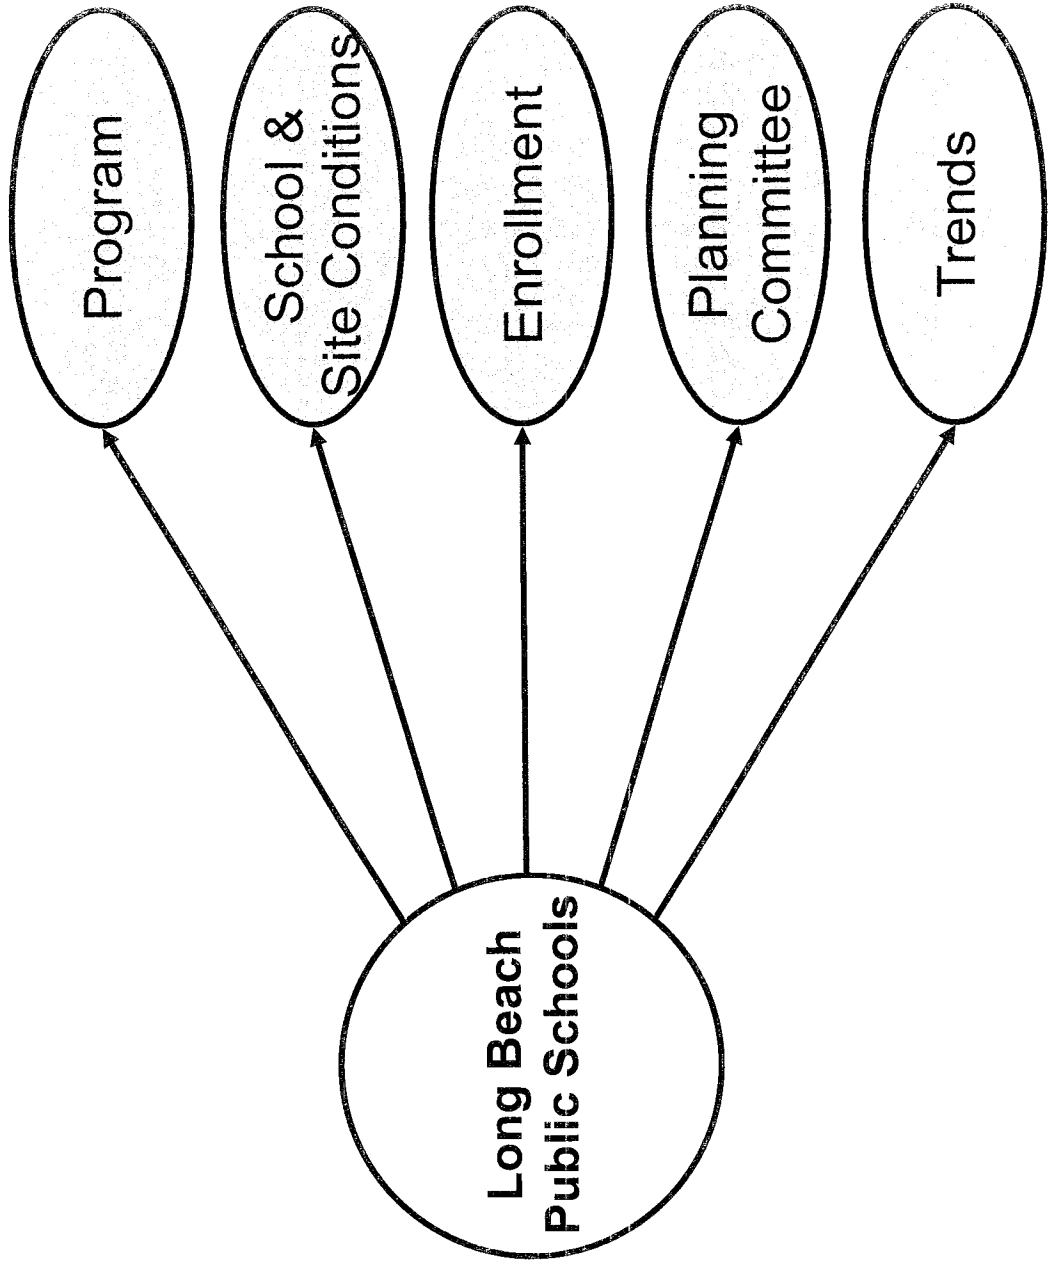 Program
School &
Site Conditions
Enrollment
Planning
Committee
Trends
Long Beach
Public Schools